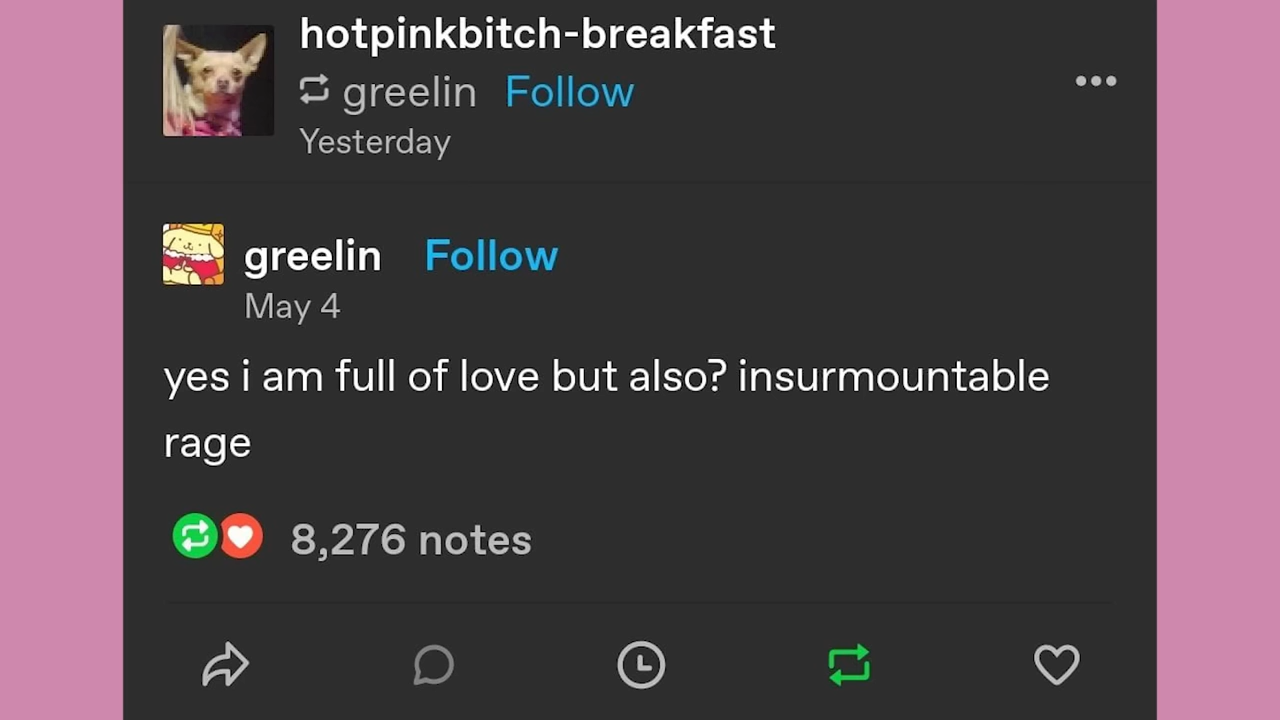 hotpinkbitch-breakfast
greelin Follow
Yesterday
greelin Follow
May 4
yes i am full of love but also? insurmountable
rage
8,276 notes